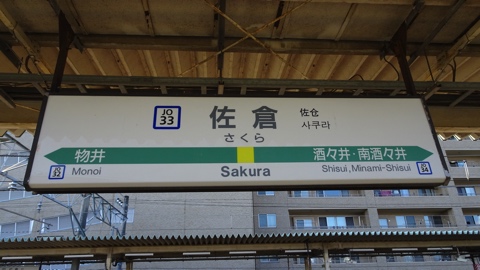 JO
33
佐倉
佐仓
사쿠라
さくら
物井
酒々井・南酒々井
Monoi
Sakura
Shisui, Minami-Shisui
JO
34